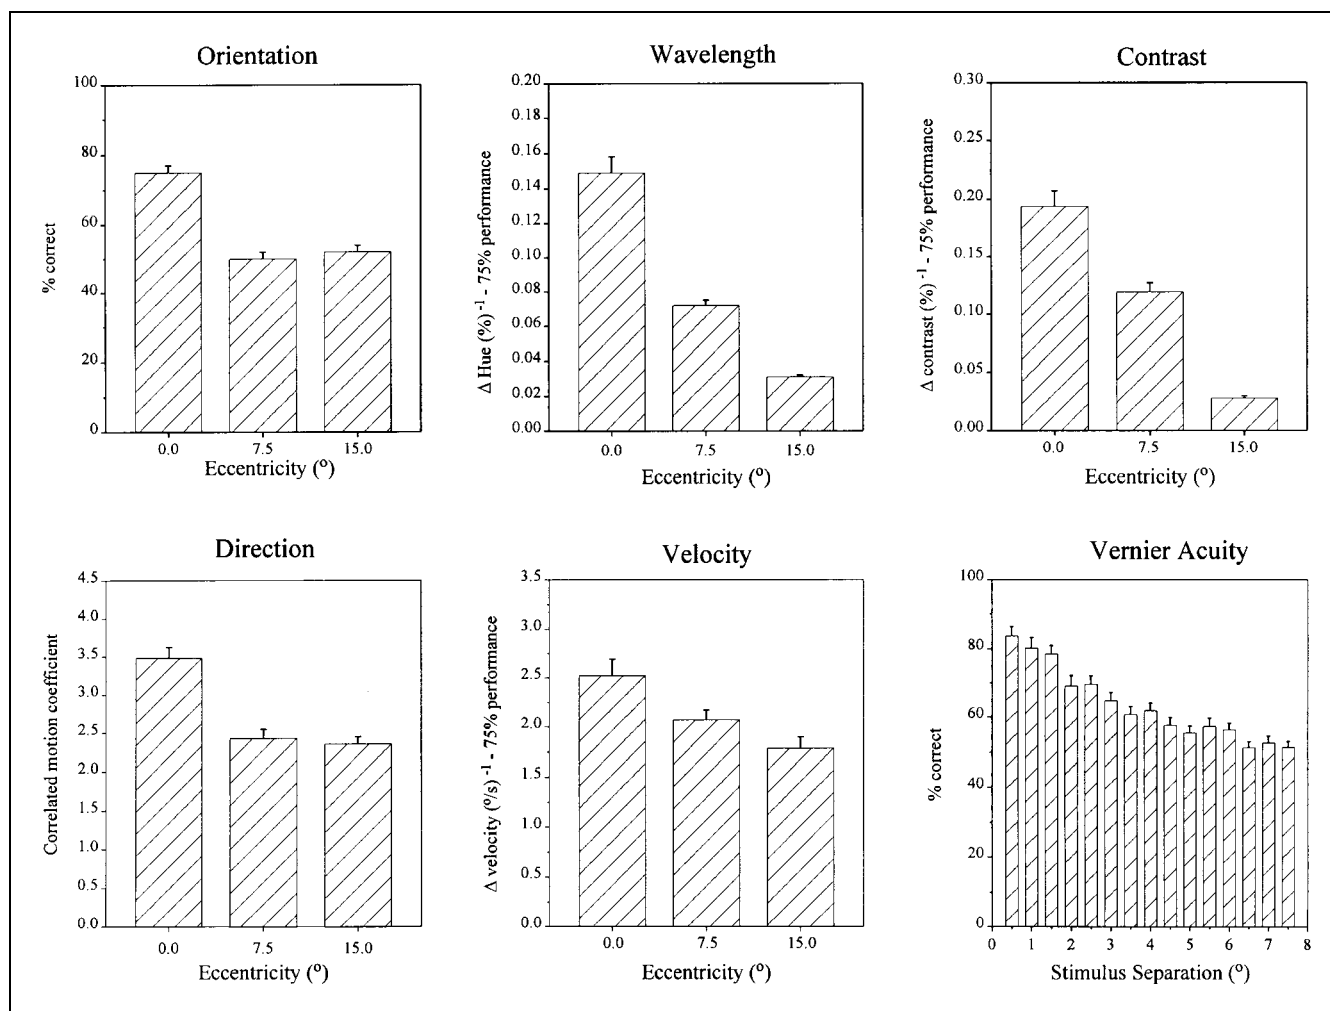 Orientation
% correct
100
80
60
40
20
0
0.0 7.5 15.0
Eccentricity (°)
Wavelength
Δ Hue (%) -1 - 75% performance
0.20
0.18
0.16
0.14
0.12
0.10
0.08
0.06
0.04
0.02
0.00
0.0 7.5 15.0
Eccentricity (°)
Contrast
Δ contrast (%) -1 - 75% performance
0.30
0.25
0.20
0.15
0.10
0.05
0.00
0.0 7.5 15.0
Eccentricity (°)
Direction
Correlated motion coefficient
4.5
4.0
3.5
3.0
2.5
2.0
1.5
1.0
0.5
0.0
0.0 7.5 15.0
Eccentricity (°)
Velocity
Δ velocity (°/s) -1 - 75% performance
3.5
3.0
2.5
2.0
1.5
1.0
0.5
0.0
0.0 7.5 15.0
Eccentricity (°)
Vernier Acuity
% correct
100
80
60
40
20
0
0 1 2 3 4 5 6 7 8
Stimulus Separation (°)